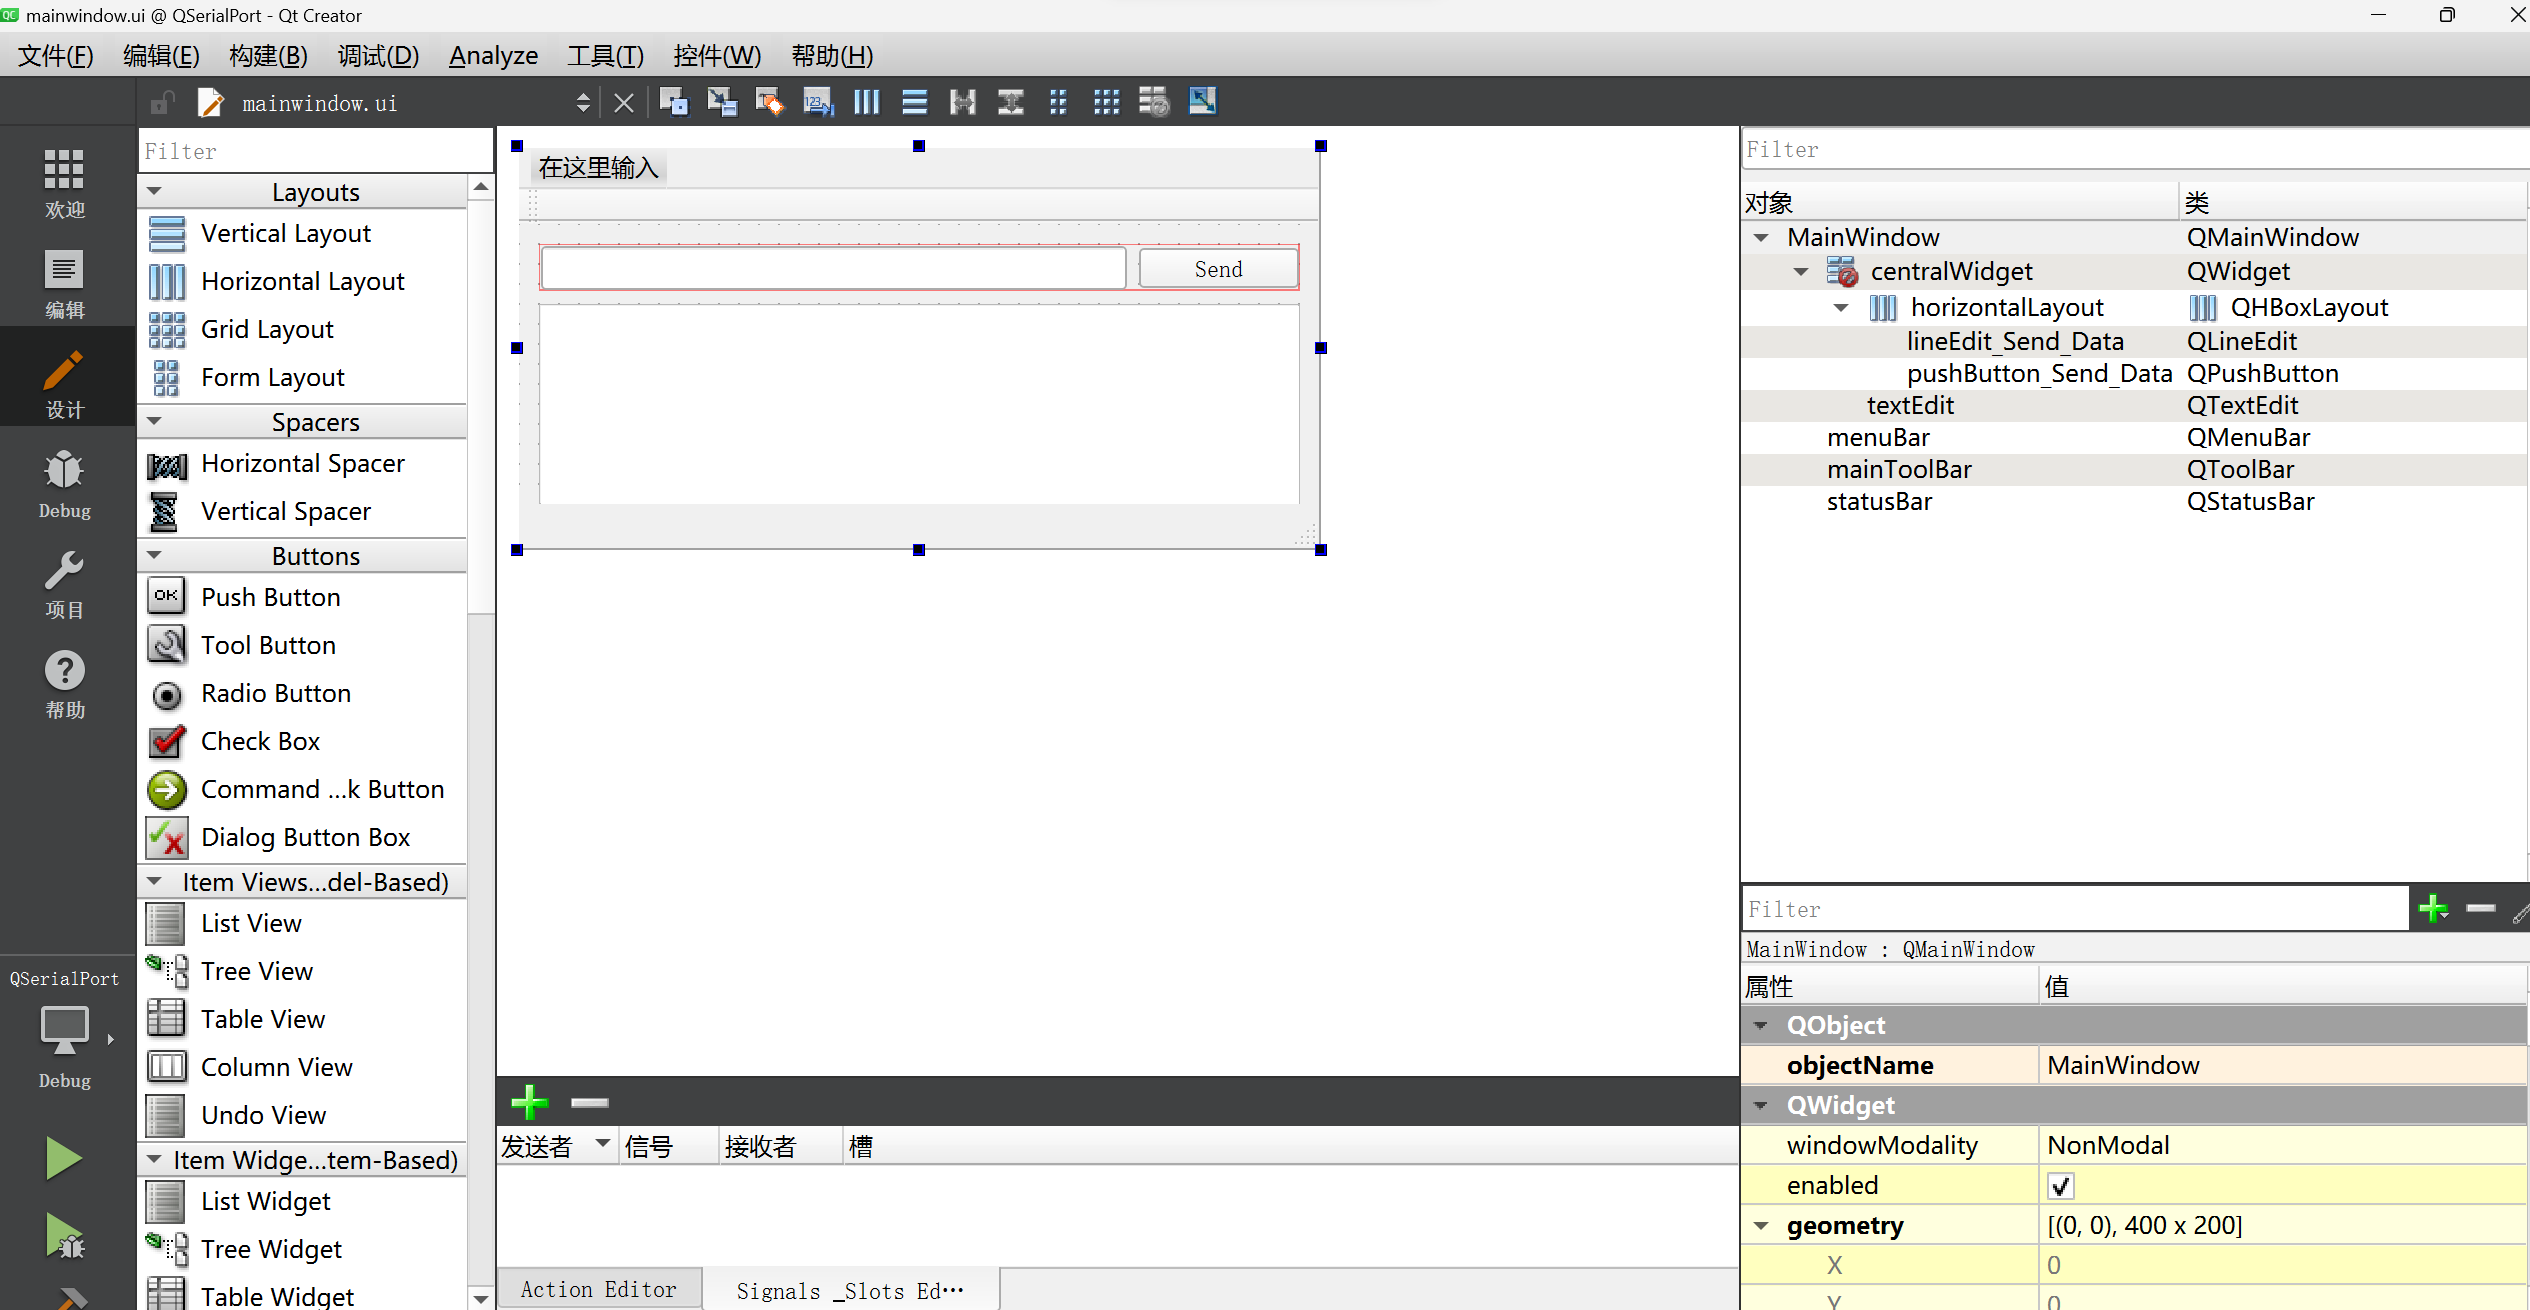 mainwindow.ui @ QSerialPort - Qt Creator
文件(F) 编辑(E) 构建(B) 调试(D) Analyze 工具(T) 控件(W) 帮助(H)
mainwindow.ui
欢迎
编辑
设计
Debug
项目
帮助
QSerialPort
Debug
Filter
Layouts
Vertical Layout
Horizontal Layout
Grid Layout
Form Layout
Spacers
Horizontal Spacer
Vertical Spacer
Buttons
OK Push Button
Tool Button
Radio Button
Check Box
Command ...k Button
Dialog Button Box
Item Views...del-Based)
List View
Tree View
Table View
Column View
Undo View
Item Widge...tem-Based)
List Widget
Tree Widget
Table Widget
在这里输入
Send
发送者 信号 接收者 槽
Action Editor Signals _Slots Ed···
Filter
对象 类
MainWindow QMainWindow
centralWidget QWidget
horizontalLayout QHBoxLayout
lineEdit_Send_Data QLineEdit
pushButton_Send_Data QPushButton
textEdit QTextEdit
menuBar QMenuBar
mainToolBar QToolBar
statusBar QStatusBar
Filter
MainWindow : QMainWindow
属性 值
QObject
objectName MainWindow
QWidget
windowModality NonModal
enabled
geometry [(0, 0), 400 x 200]
X 0
Y 0